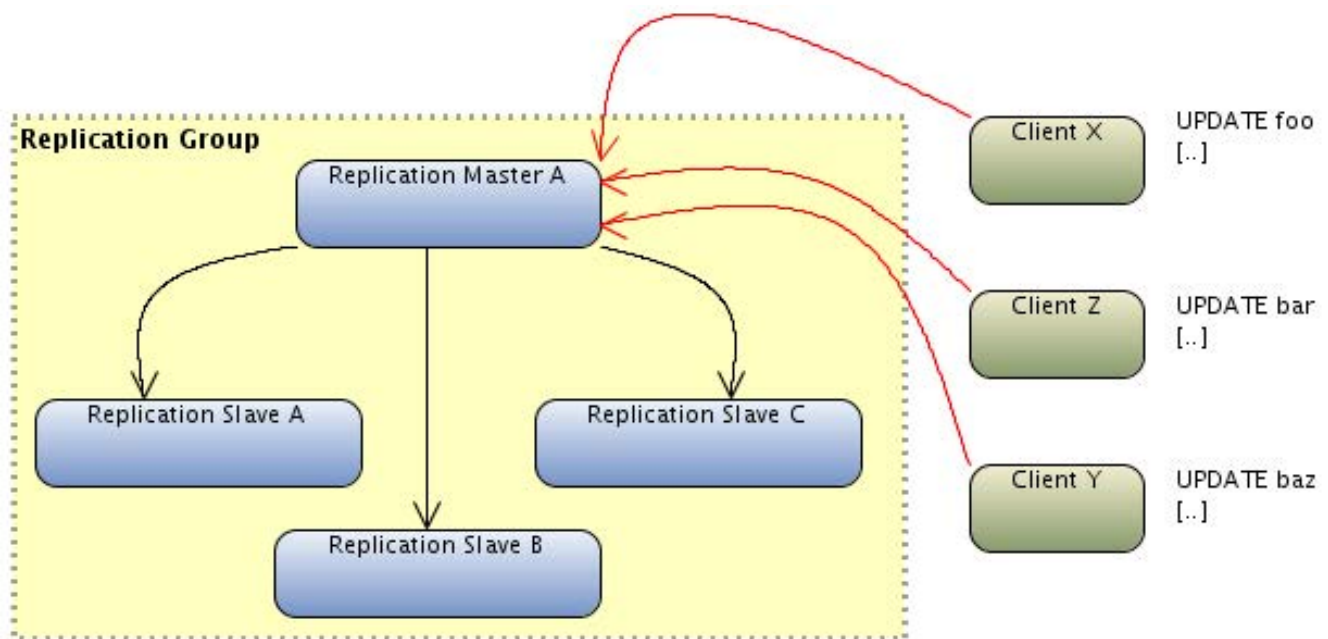 Replication Group
Replication Master A
Replication Slave A
Replication Slave C
Replication Slave B
Client X
UPDATE foo
[..]
Client Z
UPDATE bar
[..]
Client Y
UPDATE baz
[..]